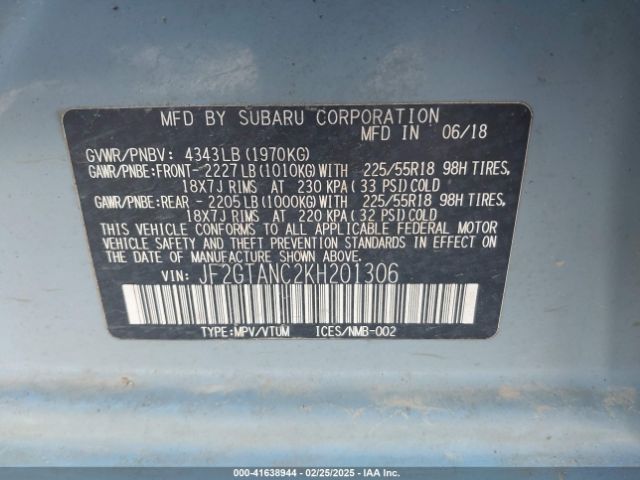 MFD BY SUBARU CORPORATION
MFD IN 06/18
GVWR/PNBV: 4343LB (1970KG)
GAWR/PNBE:FRONT-2227LB(1010KG)WITH 225/55R18 98H TIRES,
18X7J RIMS AT 230 KPA(33 PSI)COLD
GAWR/PNBE:REAR -2205LB(1000KG)WITH 225/55R18 98H TIRES,
18X7J RIMS AT 220 KPA(32 PSI)COLD
THIS VEHICLE CONFORMS TO ALL APPLICABLE FEDERAL MOTOR
VEHICLE SAFETY AND THEFT PREVENTION STANDARDS IN EFFECT ON
THE DATE OF MANUFACTURE SHOWN ABOVE.
VIN: JF2GTANC2KH201306
TYPE:MPV/VTUM ICES/NMB-002
000-41638944 / 02/25/2025 / IAAI.COM